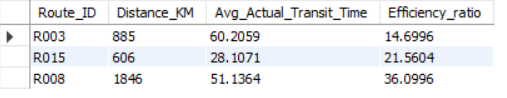 Route_ID Distance_KM Avg_Actual_Transit_Time Efficiency_ratio
R003 885 60.2059 14.6996
R015 606 28.1071 21.5604
R008 1846 51.1364 36.0996